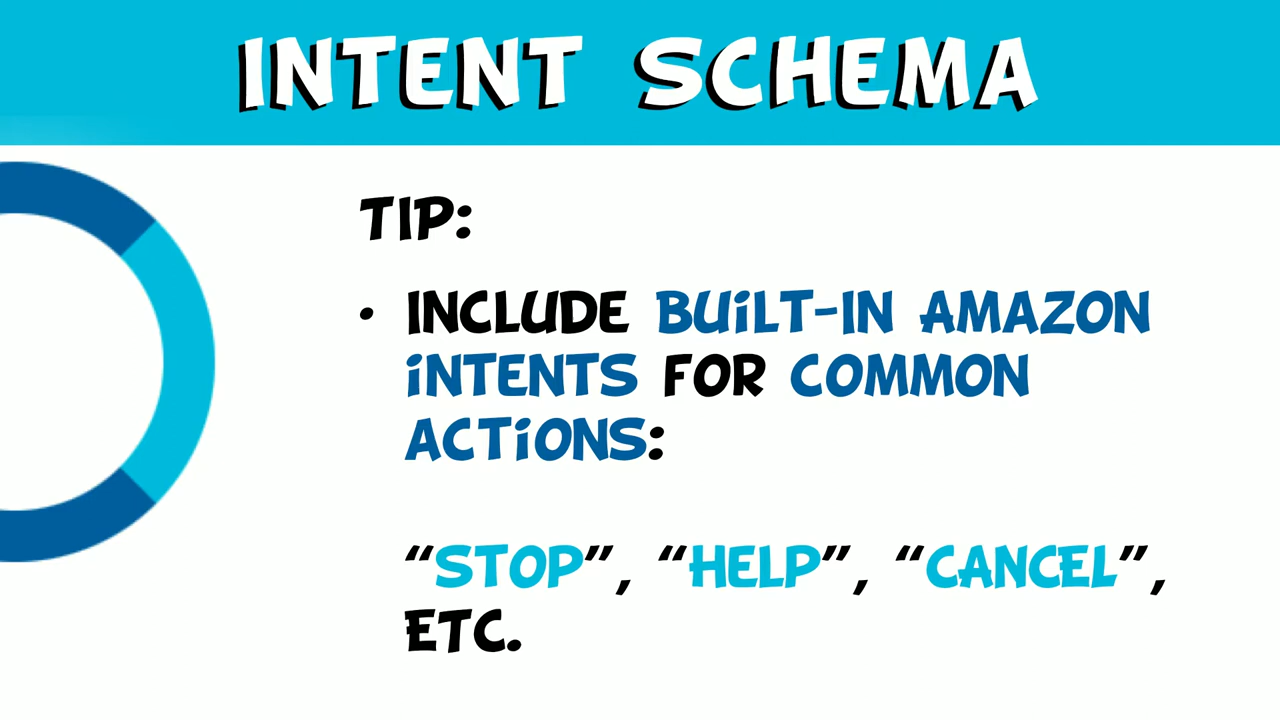 INTENT SCHEMA
TIP:
• INCLUDE BUILT-IN AMAZON
INTENTS FOR COMMON
ACTIONS:
“STOP”, “HELP”, “CANCEL”,
ETC.